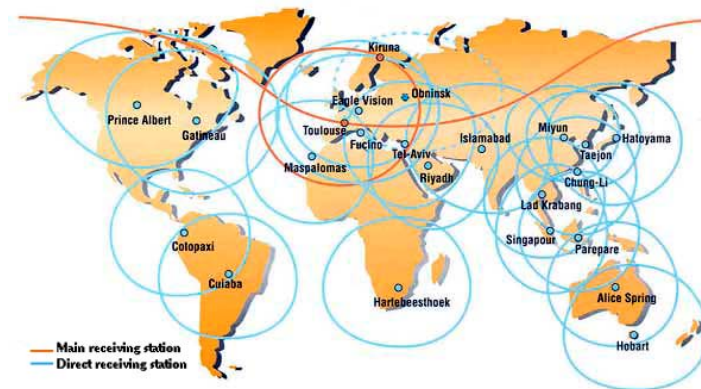 Kiruna
Obninsk
Eagle Vision
Prince Albert
Gatineau
Toulouse
Fucino
Tel-Aviv
Islamabad
Miyun
Hatoyama
Taejon
Maspalomas
Riyadh
Chung-Li
Lad Krabang
Colopaxi
Singapour
Parepare
Cuiaba
Hartebeesthoek
Alice Spring
Hobart
Main receiving station
Direct receiving station